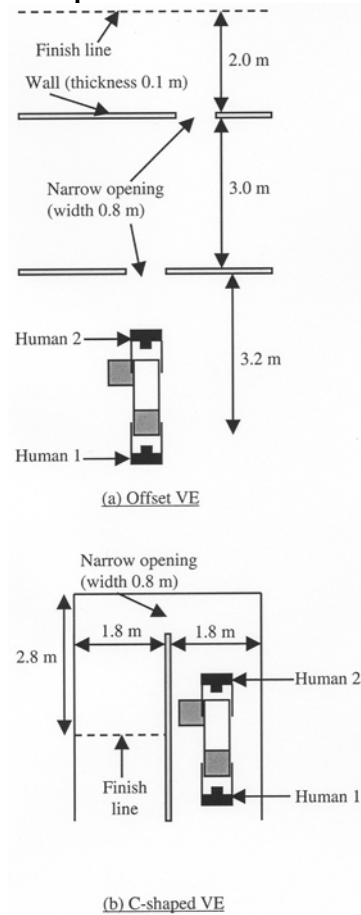 Finish line
2.0 m
Wall (thickness 0.1 m)
Narrow opening
(width 0.8 m)
3.0 m
Human 2
3.2 m
Human 1
(a) Offset VE
Narrow opening
(width 0.8 m)
1.8 m
1.8 m
2.8 m
Human 2
Finish
line
Human 1
(b) C-shaped VE